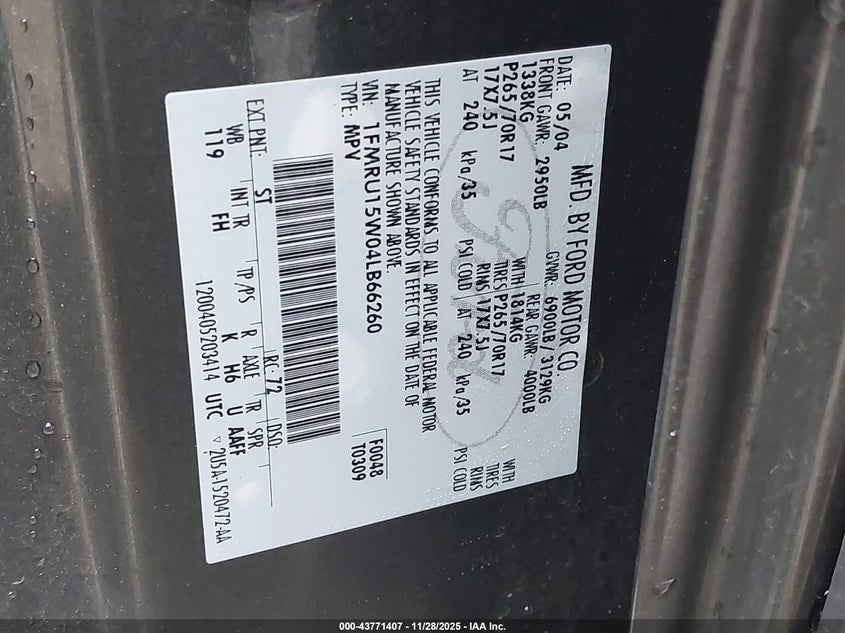 MFD. BY FORD MOTOR CO
DATE: 05/04 GVWR: 6900LB / 3129KG
FRONT GAWR: 2950LB REAR GAWR: 4000LB
1338KG WITH 1814KG WITH
P265/70R17 TIRES P265/70R17 TIRES
17X7.5J RIMS 17X7.5J RIMS
AT 240 kPa/35 PSI COLD AT 240 kPa/35 PSI COLD
THIS VEHICLE CONFORMS TO ALL APPLICABLE FEDERAL MOTOR
VEHICLE SAFETY STANDARDS IN EFFECT ON THE DATE OF
MANUFACTURE SHOWN ABOVE.
VIN: 1FMRU15W04LB66260 F0048
TYPE: MPV T0309
EXT PNT: ST RC: 72 DSO:
WB INT TR TP/PS R AXLE TR SPR
119 FH K H6 U AAFF
1200405203414 UTC ▽ 2U5A-1520472-AA
Ford
000-43771407 - 11/28/2025 - IAA Inc.